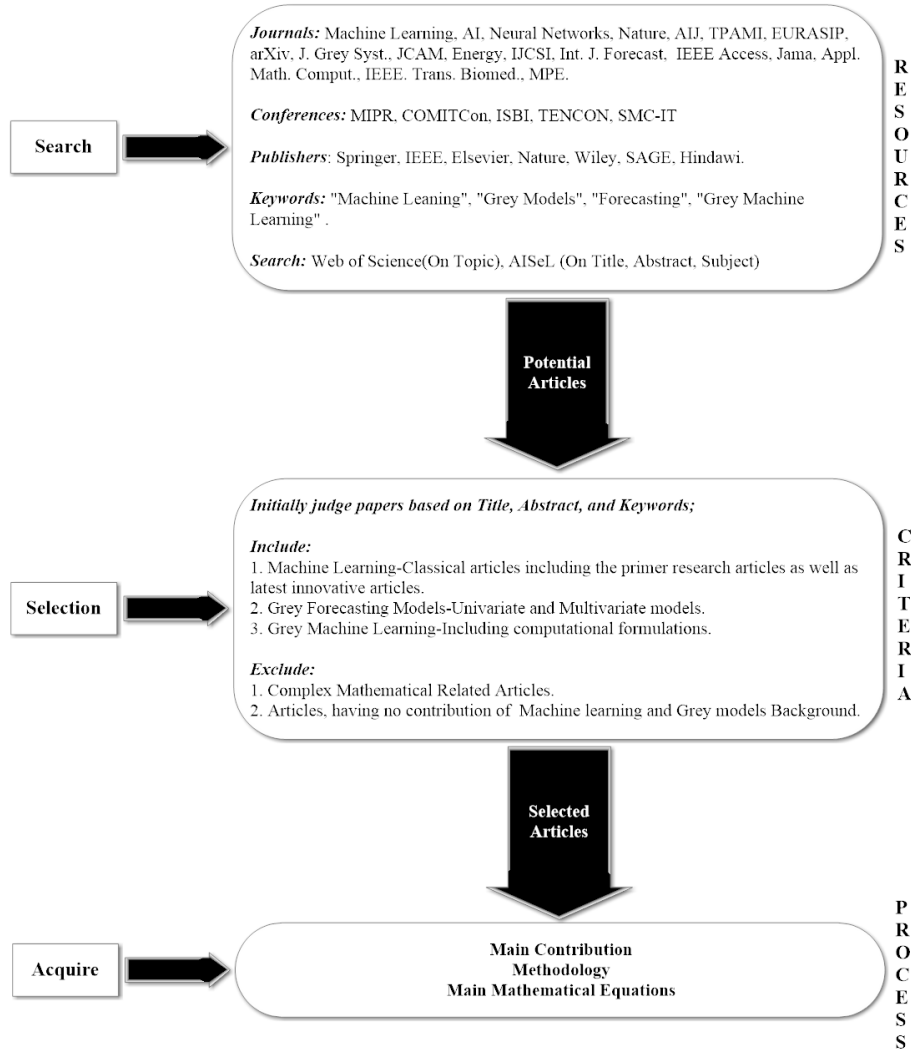 Journals: Machine Learning, AI, Neural Networks, Nature, AIJ, TPAMI, EURASIP,
arXiv, J. Grey Syst., JCAM, Energy, IJCSI, Int. J. Forecast, IEEE Access, Jama, Appl.
Math. Comput., IEEE. Trans. Biomed., MPE.
Conferences: MIPR, COMITCon, ISBI, TENCON, SMC-IT
Search
Publishers: Springer, IEEE, Elsevier, Nature, Wiley, SAGE, Hindawi.
Keywords: "Machine Leaning", "Grey Models", "Forecasting", "Grey Machine
Learning" .
Search: Web of Science(On Topic), AISeL (On Title, Abstract, Subject)
RESOURCES
Potential
Articles
Initially judge papers based on Title, Abstract, and Keywords;
Include:
1. Machine Learning-Classical articles including the primer research articles as well as
latest innovative articles.
Selection
2. Grey Forecasting Models-Univariate and Multivariate models.
3. Grey Machine Learning-Including computational formulations.
Exclude:
1. Complex Mathematical Related Articles.
2. Articles, having no contribution of Machine learning and Grey models Background.
CRITERIA
Selected
Articles
Acquire
Main Contribution
Methodology
Main Mathematical Equations
PROCESS